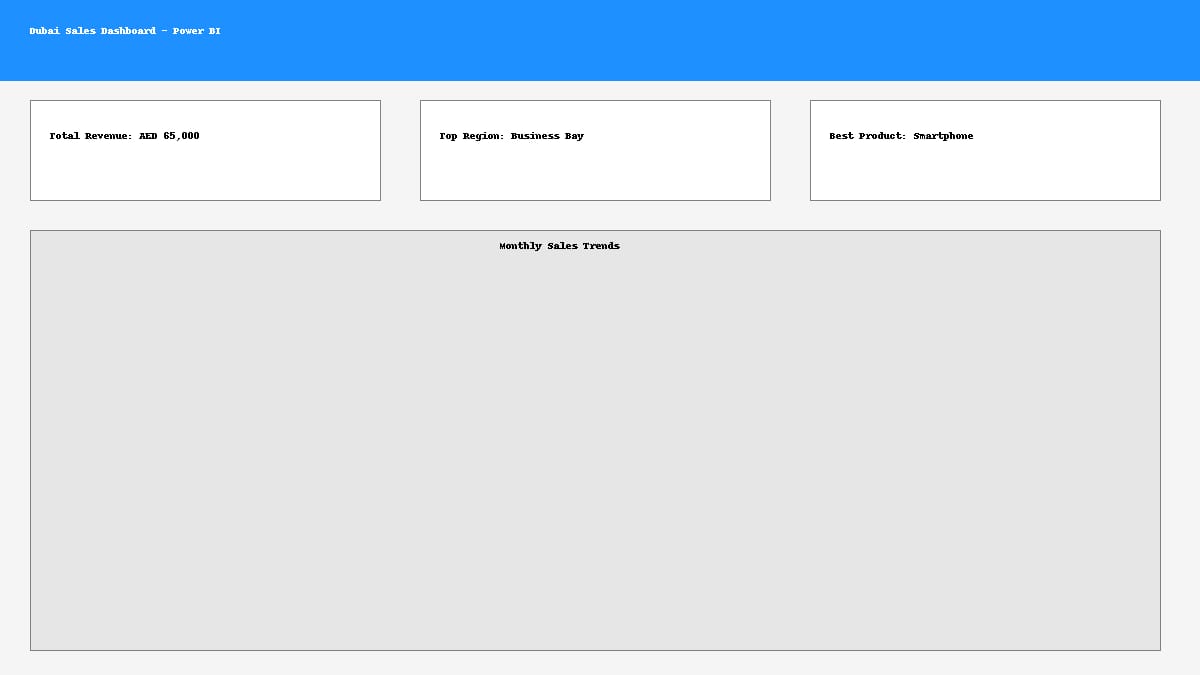 Dubai Sales Dashboard - Power BI
Total Revenue: AED 65,000
Top Region: Business Bay
Best Product: Smartphone
Monthly Sales Trends